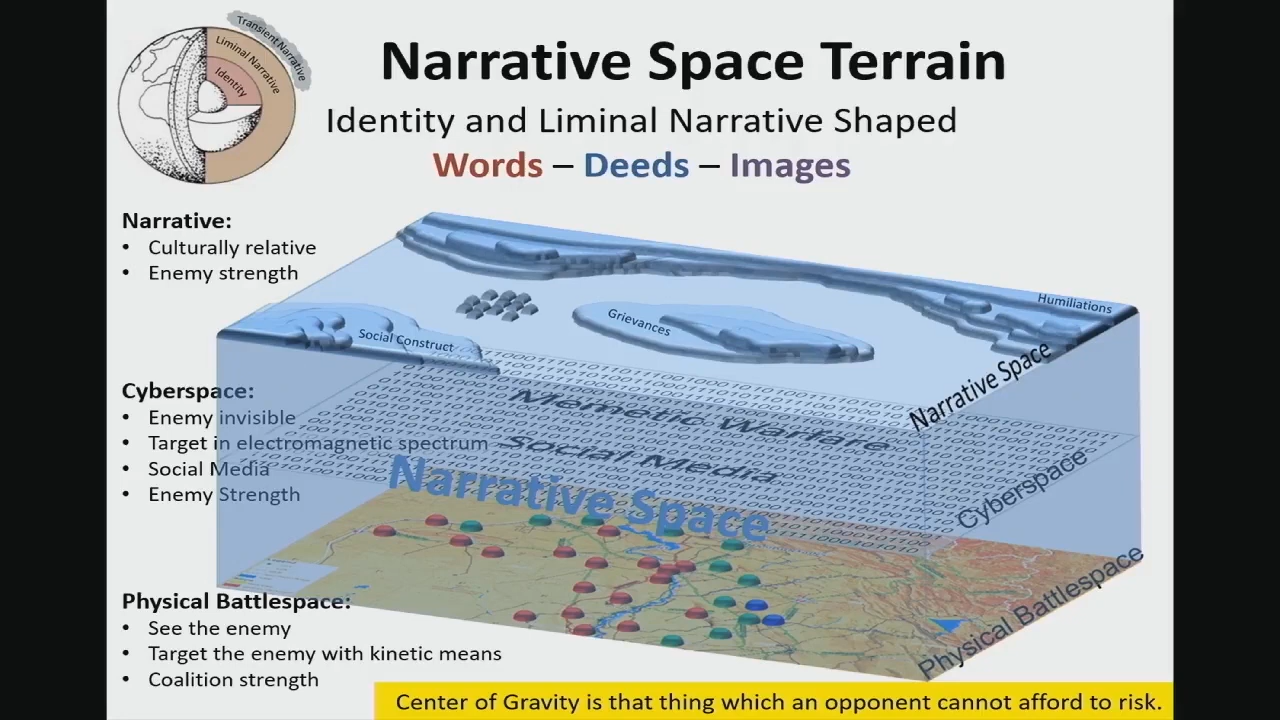 Transient Narrative
Liminal Narrative
Identity
Narrative Space Terrain
Identity and Liminal Narrative Shaped
Words – Deeds – Images
Narrative:
• Culturally relative
• Enemy strength
Humiliations
Grievances
Social Construct
Narrative Space
Cyberspace:
• Enemy invisible
• Target in electromagnetic spectrum
• Social Media
• Enemy Strength
Memetic Warfare
Social Media
Cyberspace
Narrative Space
Physical Battlespace:
• See the enemy
• Target the enemy with kinetic means
• Coalition strength
Physical Battlespace
Center of Gravity is that thing which an opponent cannot afford to risk.